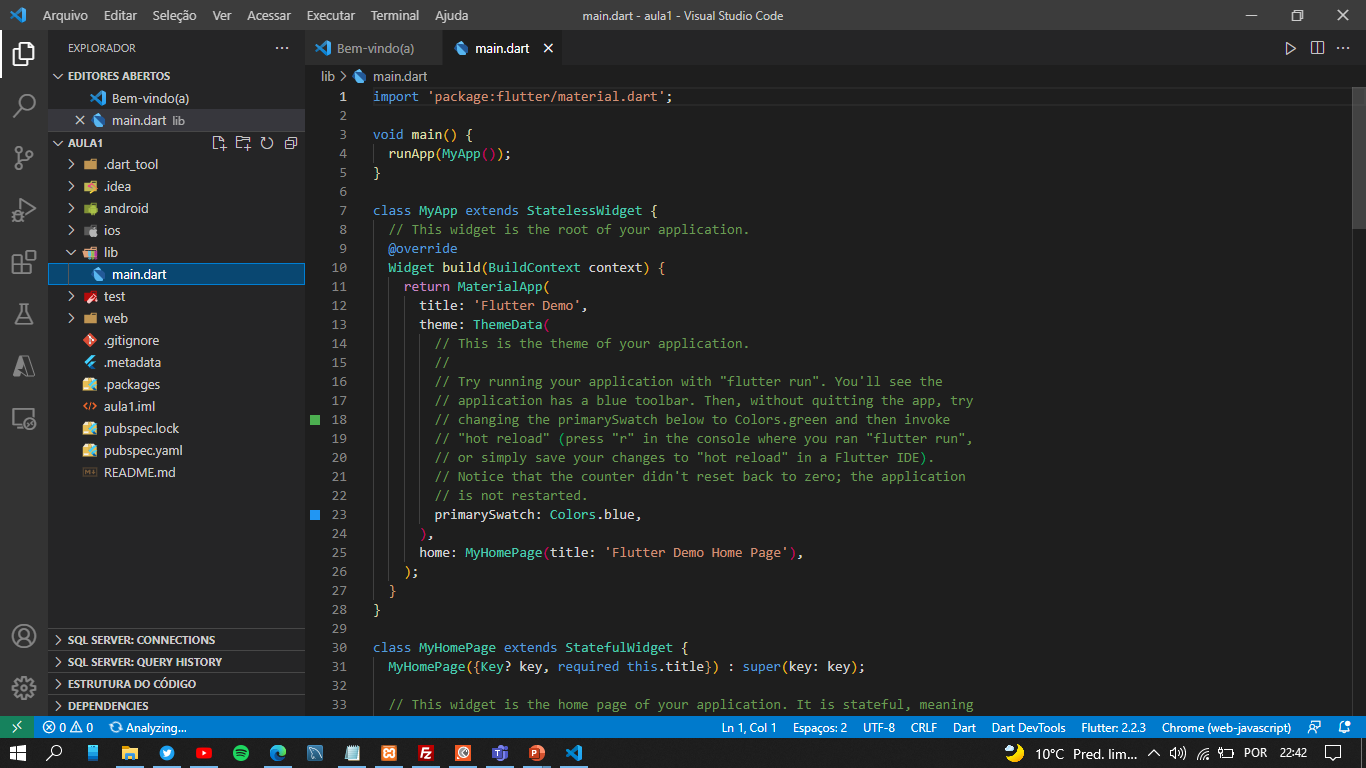 Arquivo Editar Seleção Ver Acessar Executar Terminal Ajuda
main.dart - aula1 - Visual Studio Code
EXPLORADOR
EDITORES ABERTOS
Bem-vindo(a)
main.dart lib
AULA1
.dart_tool
.idea
android
ios
lib
main.dart
test
web
.gitignore
.metadata
.packages
aula1.iml
pubspec.lock
pubspec.yaml
README.md
SQL SERVER: CONNECTIONS
SQL SERVER: QUERY HISTORY
ESTRUTURA DO CÓDIGO
DEPENDENCIES
Bem-vindo(a) main.dart
lib > main.dart
1 import 'package:flutter/material.dart';
2
3 void main() {
4   runApp(MyApp());
5 }
6
7 class MyApp extends StatelessWidget {
8   // This widget is the root of your application.
9   @override
10   Widget build(BuildContext context) {
11     return MaterialApp(
12       title: 'Flutter Demo',
13       theme: ThemeData(
14         // This is the theme of your application.
15         //
16         // Try running your application with "flutter run". You'll see the
17         // application has a blue toolbar. Then, without quitting the app, try
18         // changing the primarySwatch below to Colors.green and then invoke
19         // "hot reload" (press "r" in the console where you ran "flutter run",
20         // or simply save your changes to "hot reload" in a Flutter IDE).
21         // Notice that the counter didn't reset back to zero; the application
22         // is not restarted.
23         primarySwatch: Colors.blue,
24       ),
25       home: MyHomePage(title: 'Flutter Demo Home Page'),
26     );
27   }
28 }
29
30 class MyHomePage extends StatefulWidget {
31   MyHomePage({Key? key, required this.title}) : super(key: key);
32
33   // This widget is the home page of your application. It is stateful, meaning
0 0 Analyzing...
Ln 1, Col 1 Espaços: 2 UTF-8 CRLF Dart Dart DevTools Flutter: 2.2.3 Chrome (web-javascript)
10°C Pred. lim... POR 22:42